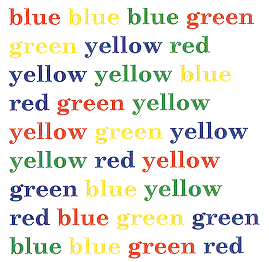 blue blue blue green
green yellow red
yellow yellow blue
red green yellow
yellow green yellow
yellow red yellow
green blue yellow
red blue green green
blue blue green red